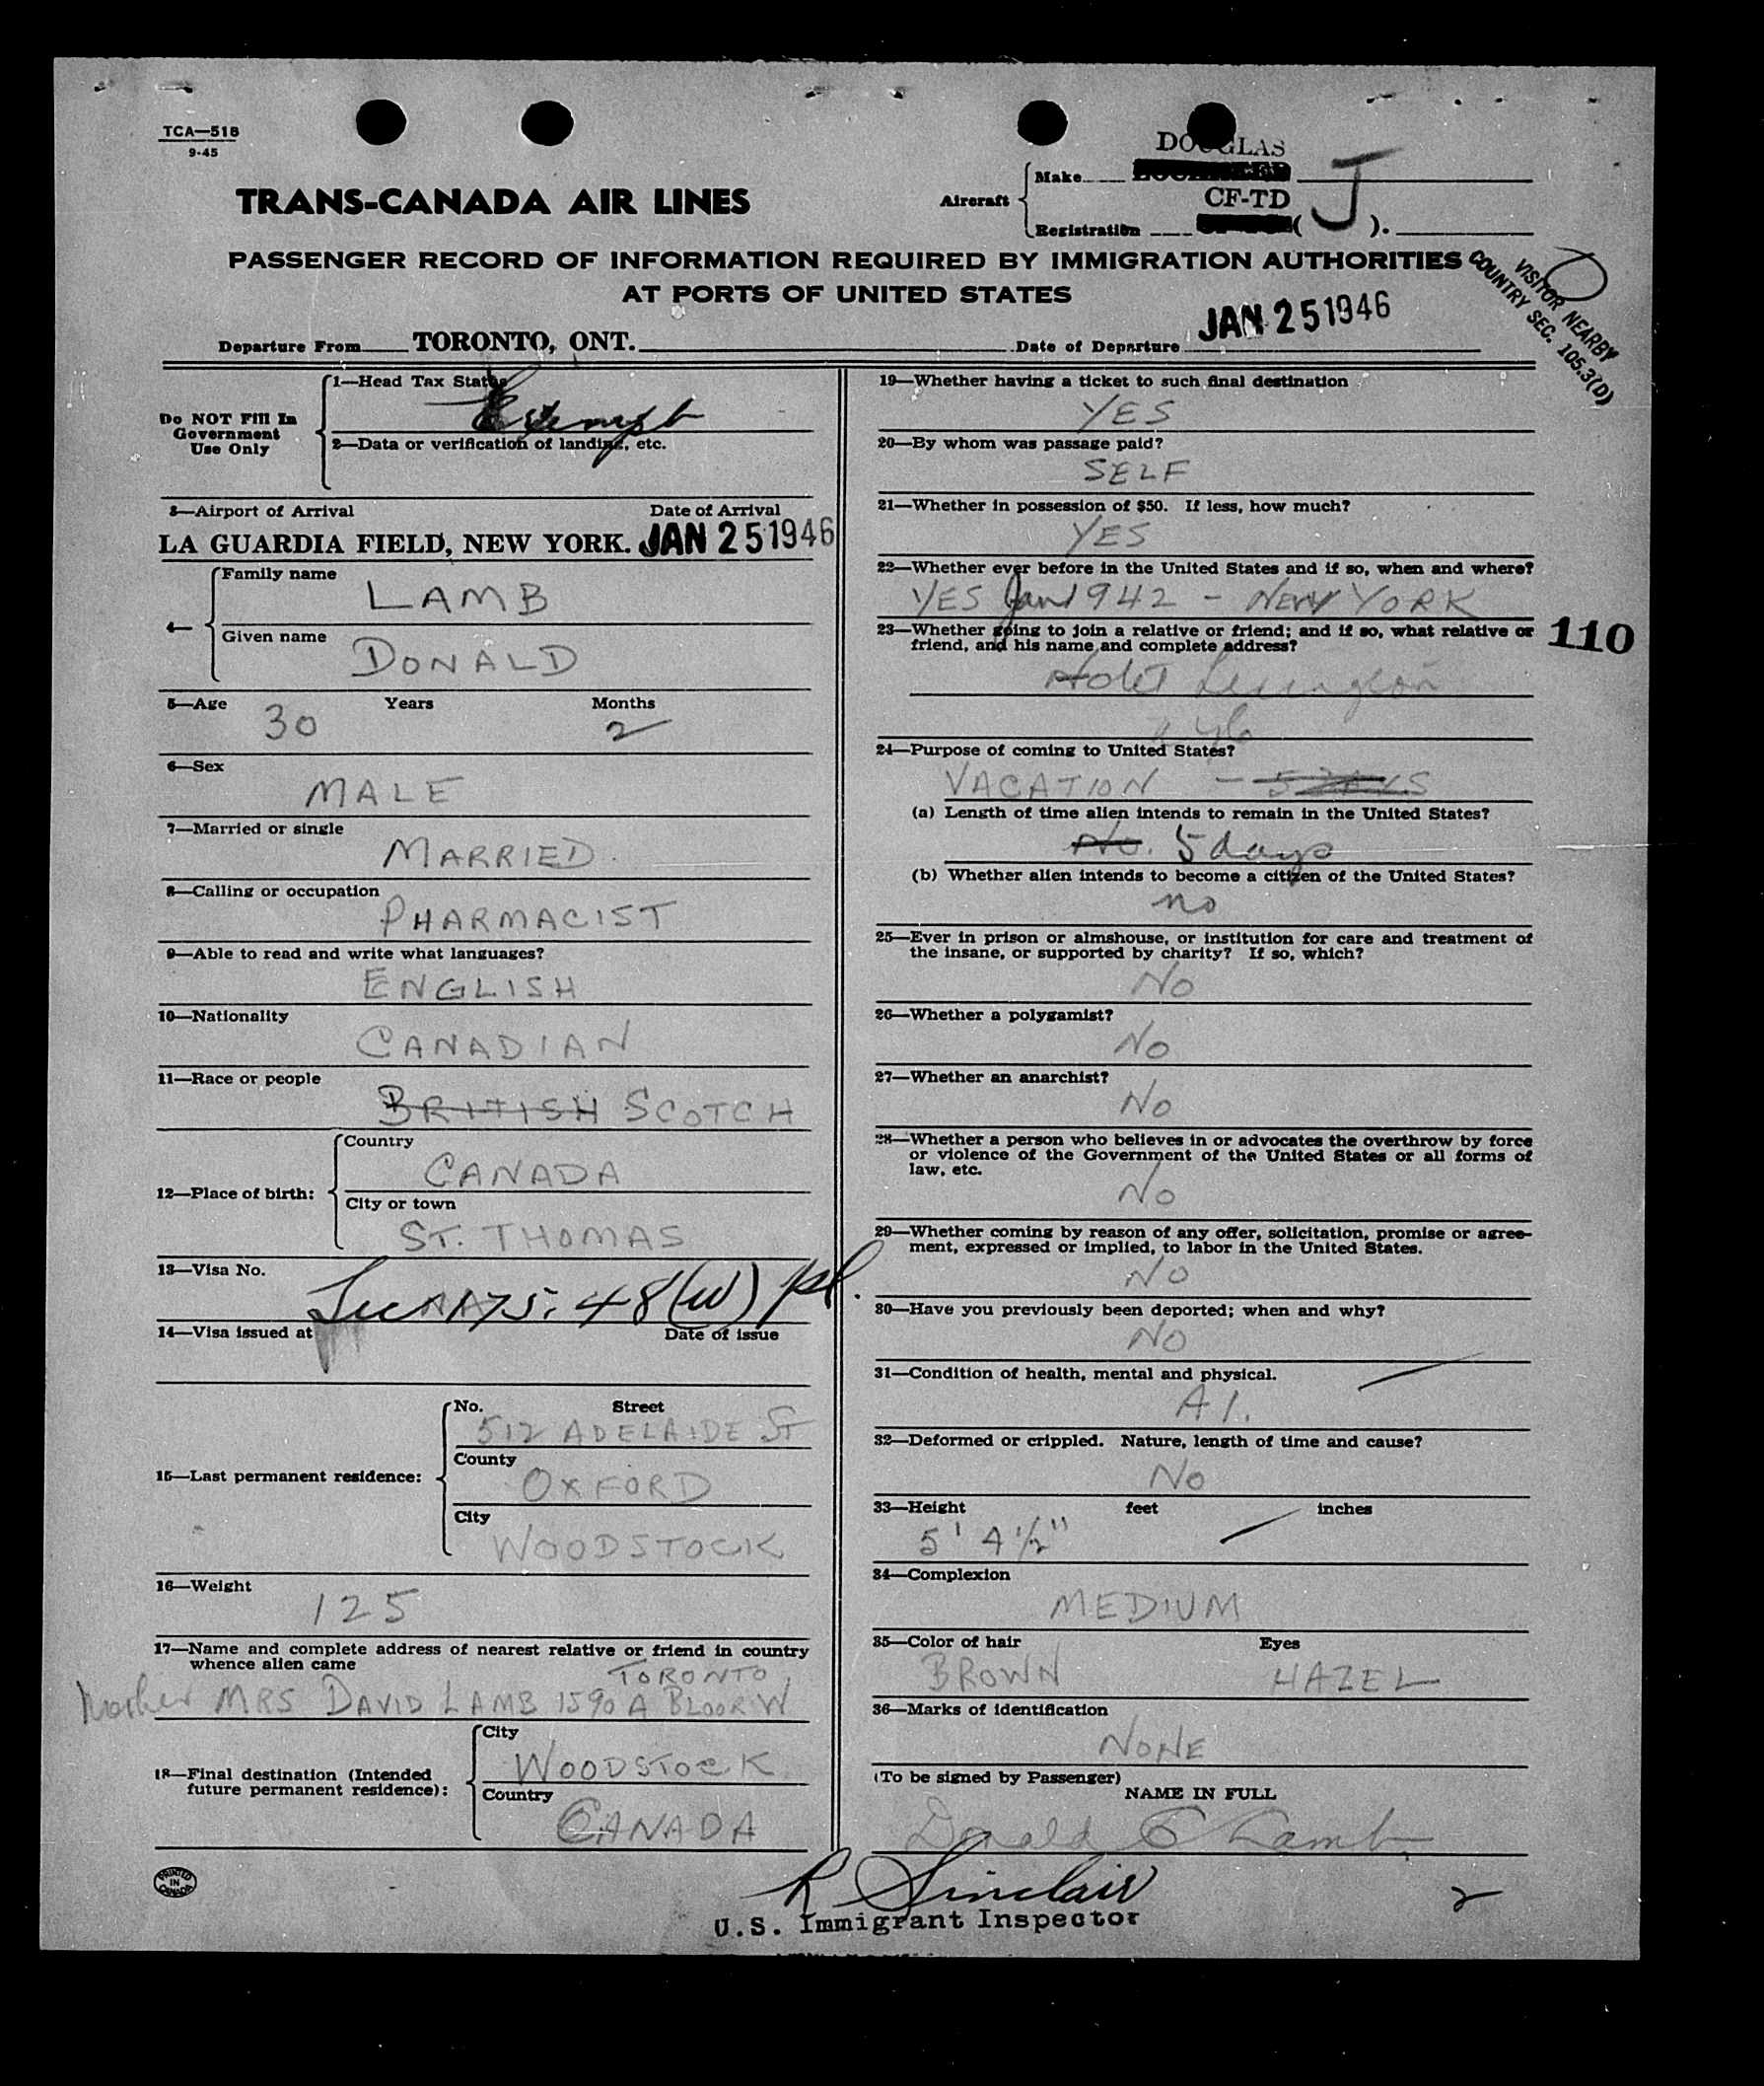 TCA—518
9-45
DOUGLAS
Aircraft
Make
CF-TD
Registration ( J ).
TRANS-CANADA AIR LINES
PASSENGER RECORD OF INFORMATION REQUIRED BY IMMIGRATION AUTHORITIES
AT PORTS OF UNITED STATES
VISITOR NEARBY
COUNTRY SEC. 105.3(D)
Departure From TORONTO, ONT. Date of Departure JAN 25 1946
Do NOT Fill In
Government
Use Only
1—Head Tax Status
Exempt
2—Data or verification of landing, etc.
3—Airport of Arrival Date of Arrival
LA GUARDIA FIELD, NEW YORK. JAN 25 1946
4—
Family name
LAMB
Given name
DONALD
5—Age Years Months
30 2
6—Sex
MALE
7—Married or single
MARRIED
8—Calling or occupation
PHARMACIST
9—Able to read and write what languages?
ENGLISH
10—Nationality
CANADIAN
11—Race or people
BRITISH SCOTCH
12—Place of birth:
Country
CANADA
City or town
ST. THOMAS
13—Visa No.
Sec 175.48(w)
14—Visa issued at Date of issue
15—Last permanent residence:
No. Street
512 ADELAIDE ST
County
OXFORD
City
WOODSTOCK
16—Weight
125
17—Name and complete address of nearest relative or friend in country
whence alien came
TORONTO
Mother MRS DAVID LAMB 1590A BLOOR W
18—Final destination (Intended
future permanent residence):
City
WOODSTOCK
Country
CANADA
19—Whether having a ticket to such final destination
YES
20—By whom was passage paid?
SELF
21—Whether in possession of $50. If less, how much?
YES
22—Whether ever before in the United States and if so, when and where?
YES Jan 1942 - NEW YORK
23—Whether going to join a relative or friend; and if so, what relative or
friend, and his name and complete address?
110
Hotel Lexington
24—Purpose of coming to United States?
VACATION - 5 DAYS
(a) Length of time alien intends to remain in the United States?
No. 5 days
(b) Whether alien intends to become a citizen of the United States?
no
25—Ever in prison or almshouse, or institution for care and treatment of
the insane, or supported by charity? If so, which?
No
26—Whether a polygamist?
No
27—Whether an anarchist?
No
28—Whether a person who believes in or advocates the overthrow by force
or violence of the Government of the United States or all forms of
law, etc.
No
29—Whether coming by reason of any offer, solicitation, promise or agree-
ment, expressed or implied, to labor in the United States.
No
30—Have you previously been deported; when and why?
No
31—Condition of health, mental and physical.
A1.
32—Deformed or crippled. Nature, length of time and cause?
No
33—Height feet inches
5' 4½"
34—Complexion
MEDIUM
35—Color of hair Eyes
BROWN HAZEL
36—Marks of identification
NONE
(To be signed by Passenger)
NAME IN FULL
Donald C Lamb
PRINTED
IN
CANADA
R Sinclair
U.S. Immigrant Inspector
2